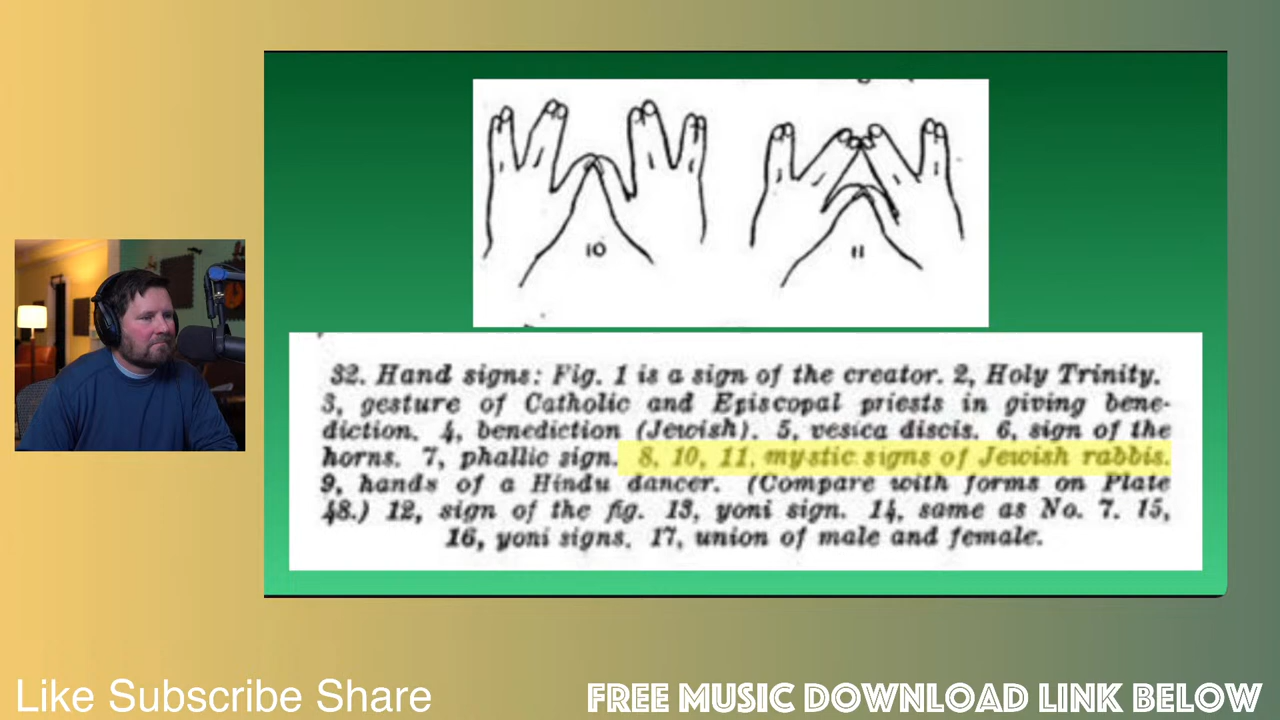 10
11
32. Hand signs: Fig. 1 is a sign of the creator. 2, Holy Trinity.
3, gesture of Catholic and Episcopal priests in giving bene-
diction. 4, benediction (Jewish). 5, vesica discis. 6, sign of the
horns. 7, phallic sign. 8, 10, 11, mystic signs of Jewish rabbis.
9, hands of a Hindu dancer. (Compare with forms on Plate
48.) 12, sign of the fig. 13, yoni sign. 14, same as No. 7. 15,
16, yoni signs. 17, union of male and female.
Like Subscribe Share
FREE MUSIC DOWNLOAD LINK BELOW